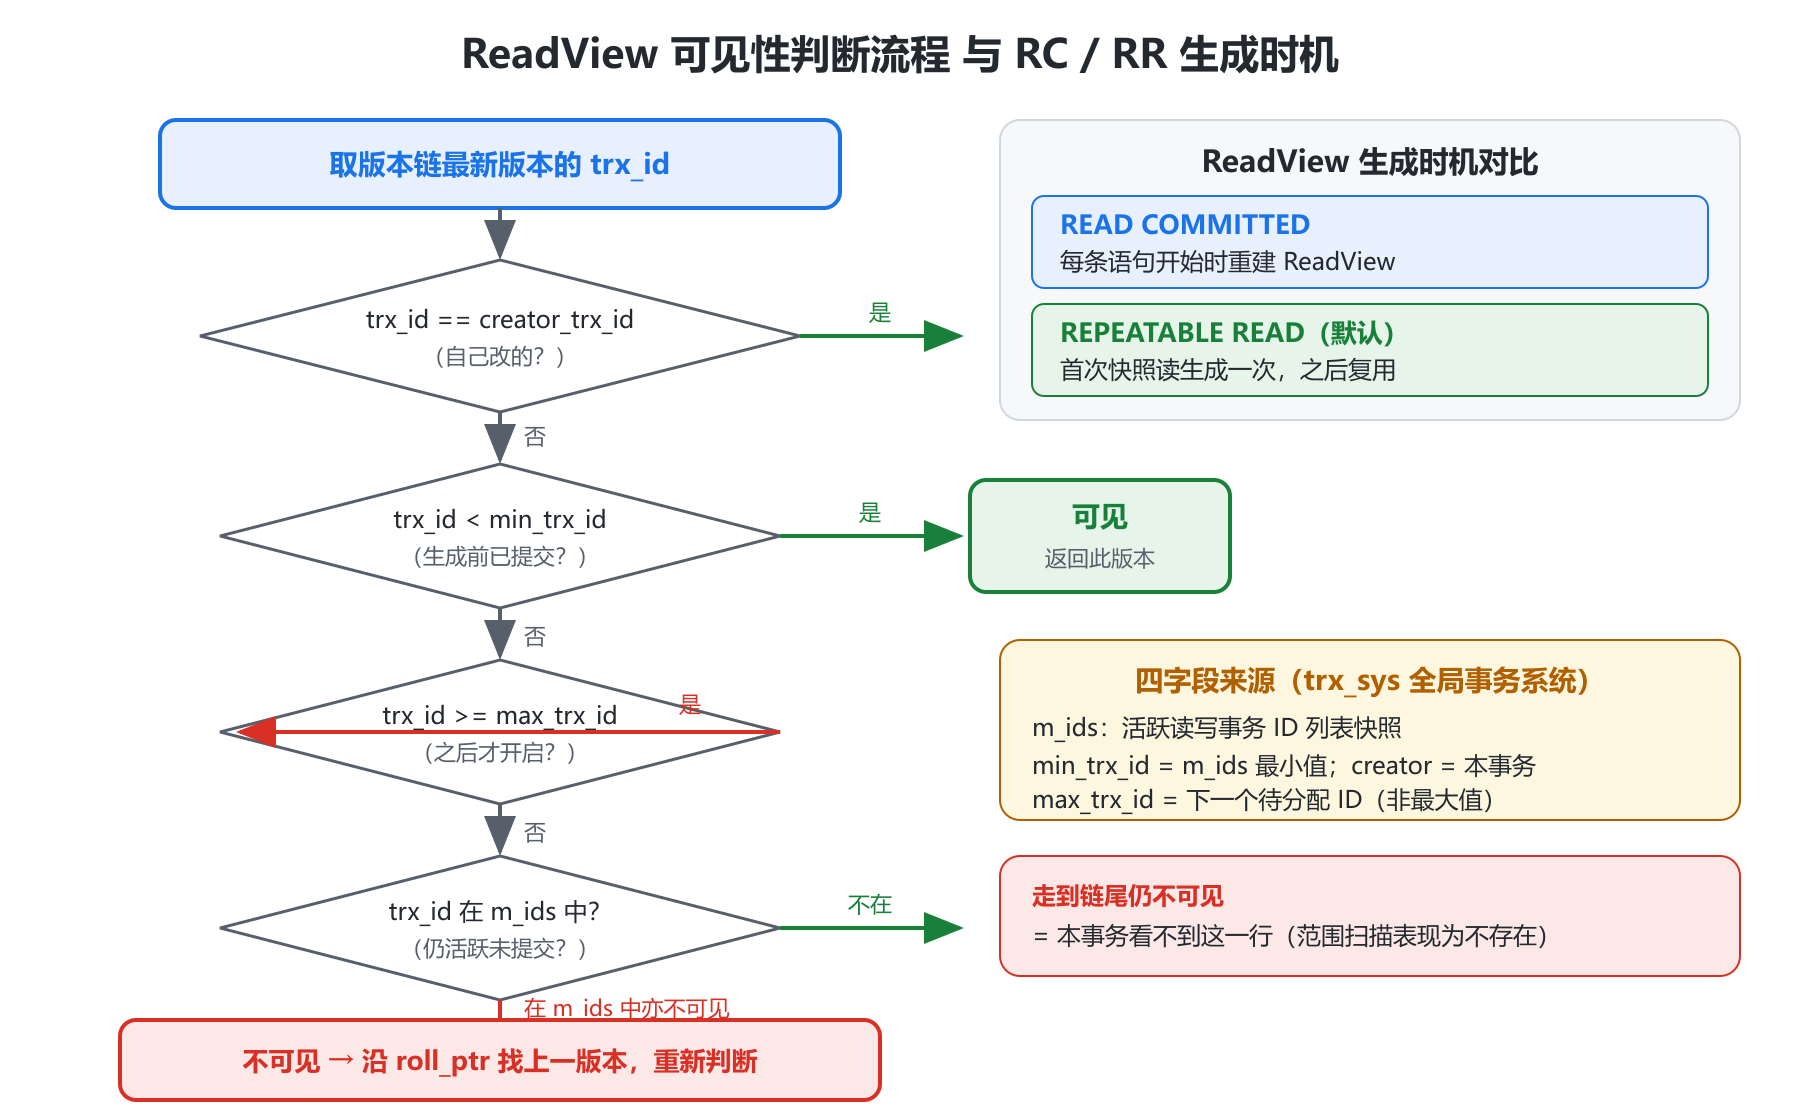 ReadView 可见性判断流程 与 RC / RR 生成时机
取版本链最新版本的 trx_id
trx_id == creator_trx_id
（自己改的？）
是
否
trx_id < min_trx_id
（生成前已提交？）
是
否
trx_id >= max_trx_id
（之后才开启？）
是
否
trx_id 在 m_ids 中？
（仍活跃未提交？）
不在
在 m_ids 中亦不可见
不可见 → 沿 roll_ptr 找上一版本，重新判断
ReadView 生成时机对比
READ COMMITTED
每条语句开始时重建 ReadView
REPEATABLE READ（默认）
首次快照读生成一次，之后复用
可见
返回此版本
四字段来源（trx_sys 全局事务系统）
m_ids：活跃读写事务 ID 列表快照
min_trx_id = m_ids 最小值；creator = 本事务
max_trx_id = 下一个待分配 ID（非最大值）
走到链尾仍不可见
= 本事务看不到这一行（范围扫描表现为不存在）